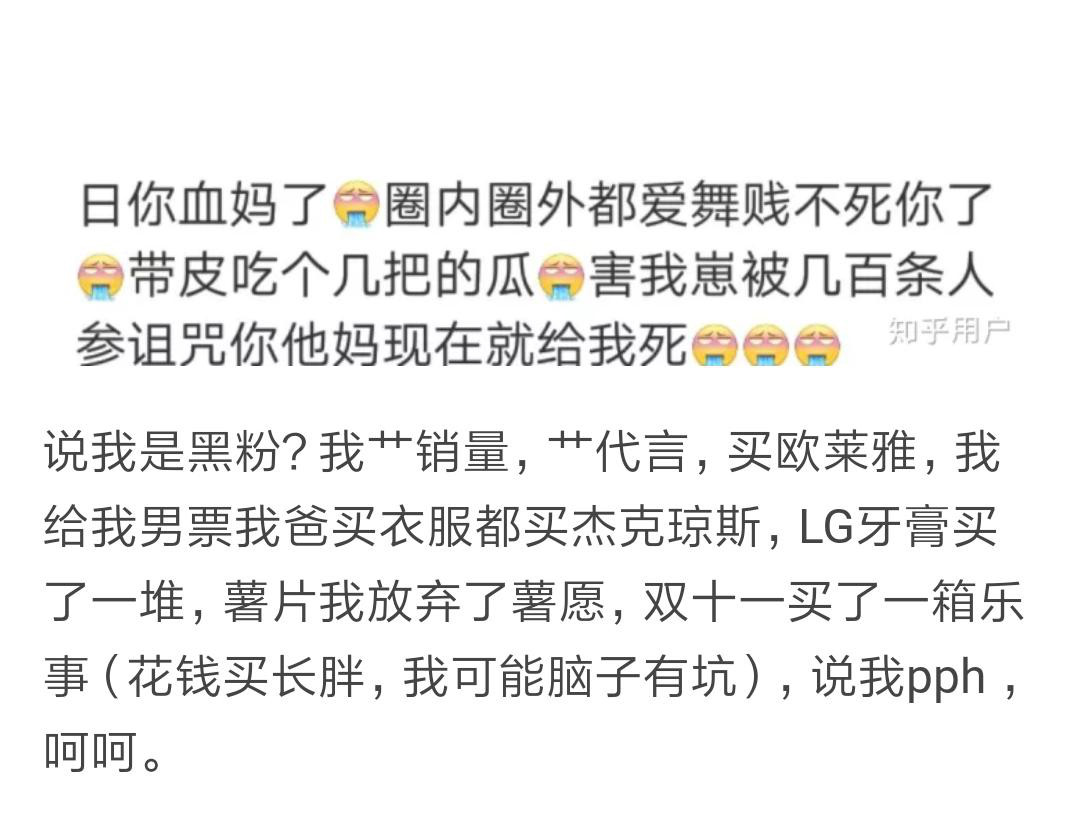 日你血妈了😭圈内圈外都爱舞贱不死你了
😭带皮吃个几把的瓜😭害我崽被几百条人
参诅咒你他妈现在就给我死😭😭😭
知乎用户
说我是黑粉?我艹销量,艹代言,买欧莱雅,我
给我男票我爸买衣服都买杰克琼斯,LG牙膏买
了一堆,薯片我放弃了薯愿,双十一买了一箱乐
事(花钱买长胖,我可能脑子有坑),说我pph,
呵呵。